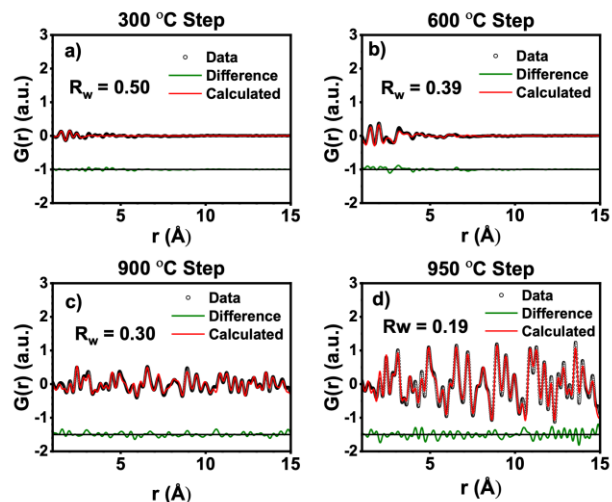 300 °C Step
a)
Data
Difference
Calculated
R_w = 0.50
G(r) (a.u.)
3
2
1
0
-1
-2
5
10
15
r (Å)
600 °C Step
b)
Data
Difference
Calculated
R_w = 0.39
G(r) (a.u.)
3
2
1
0
-1
-2
5
10
15
r (Å)
900 °C Step
c)
Data
Difference
Calculated
R_w = 0.30
G(r) (a.u.)
3
2
1
0
-1
-2
5
10
15
r (Å)
950 °C Step
d)
Data
Difference
Calculated
Rw = 0.19
G(r) (a.u.)
3
2
1
0
-1
-2
5
10
15
r (Å)